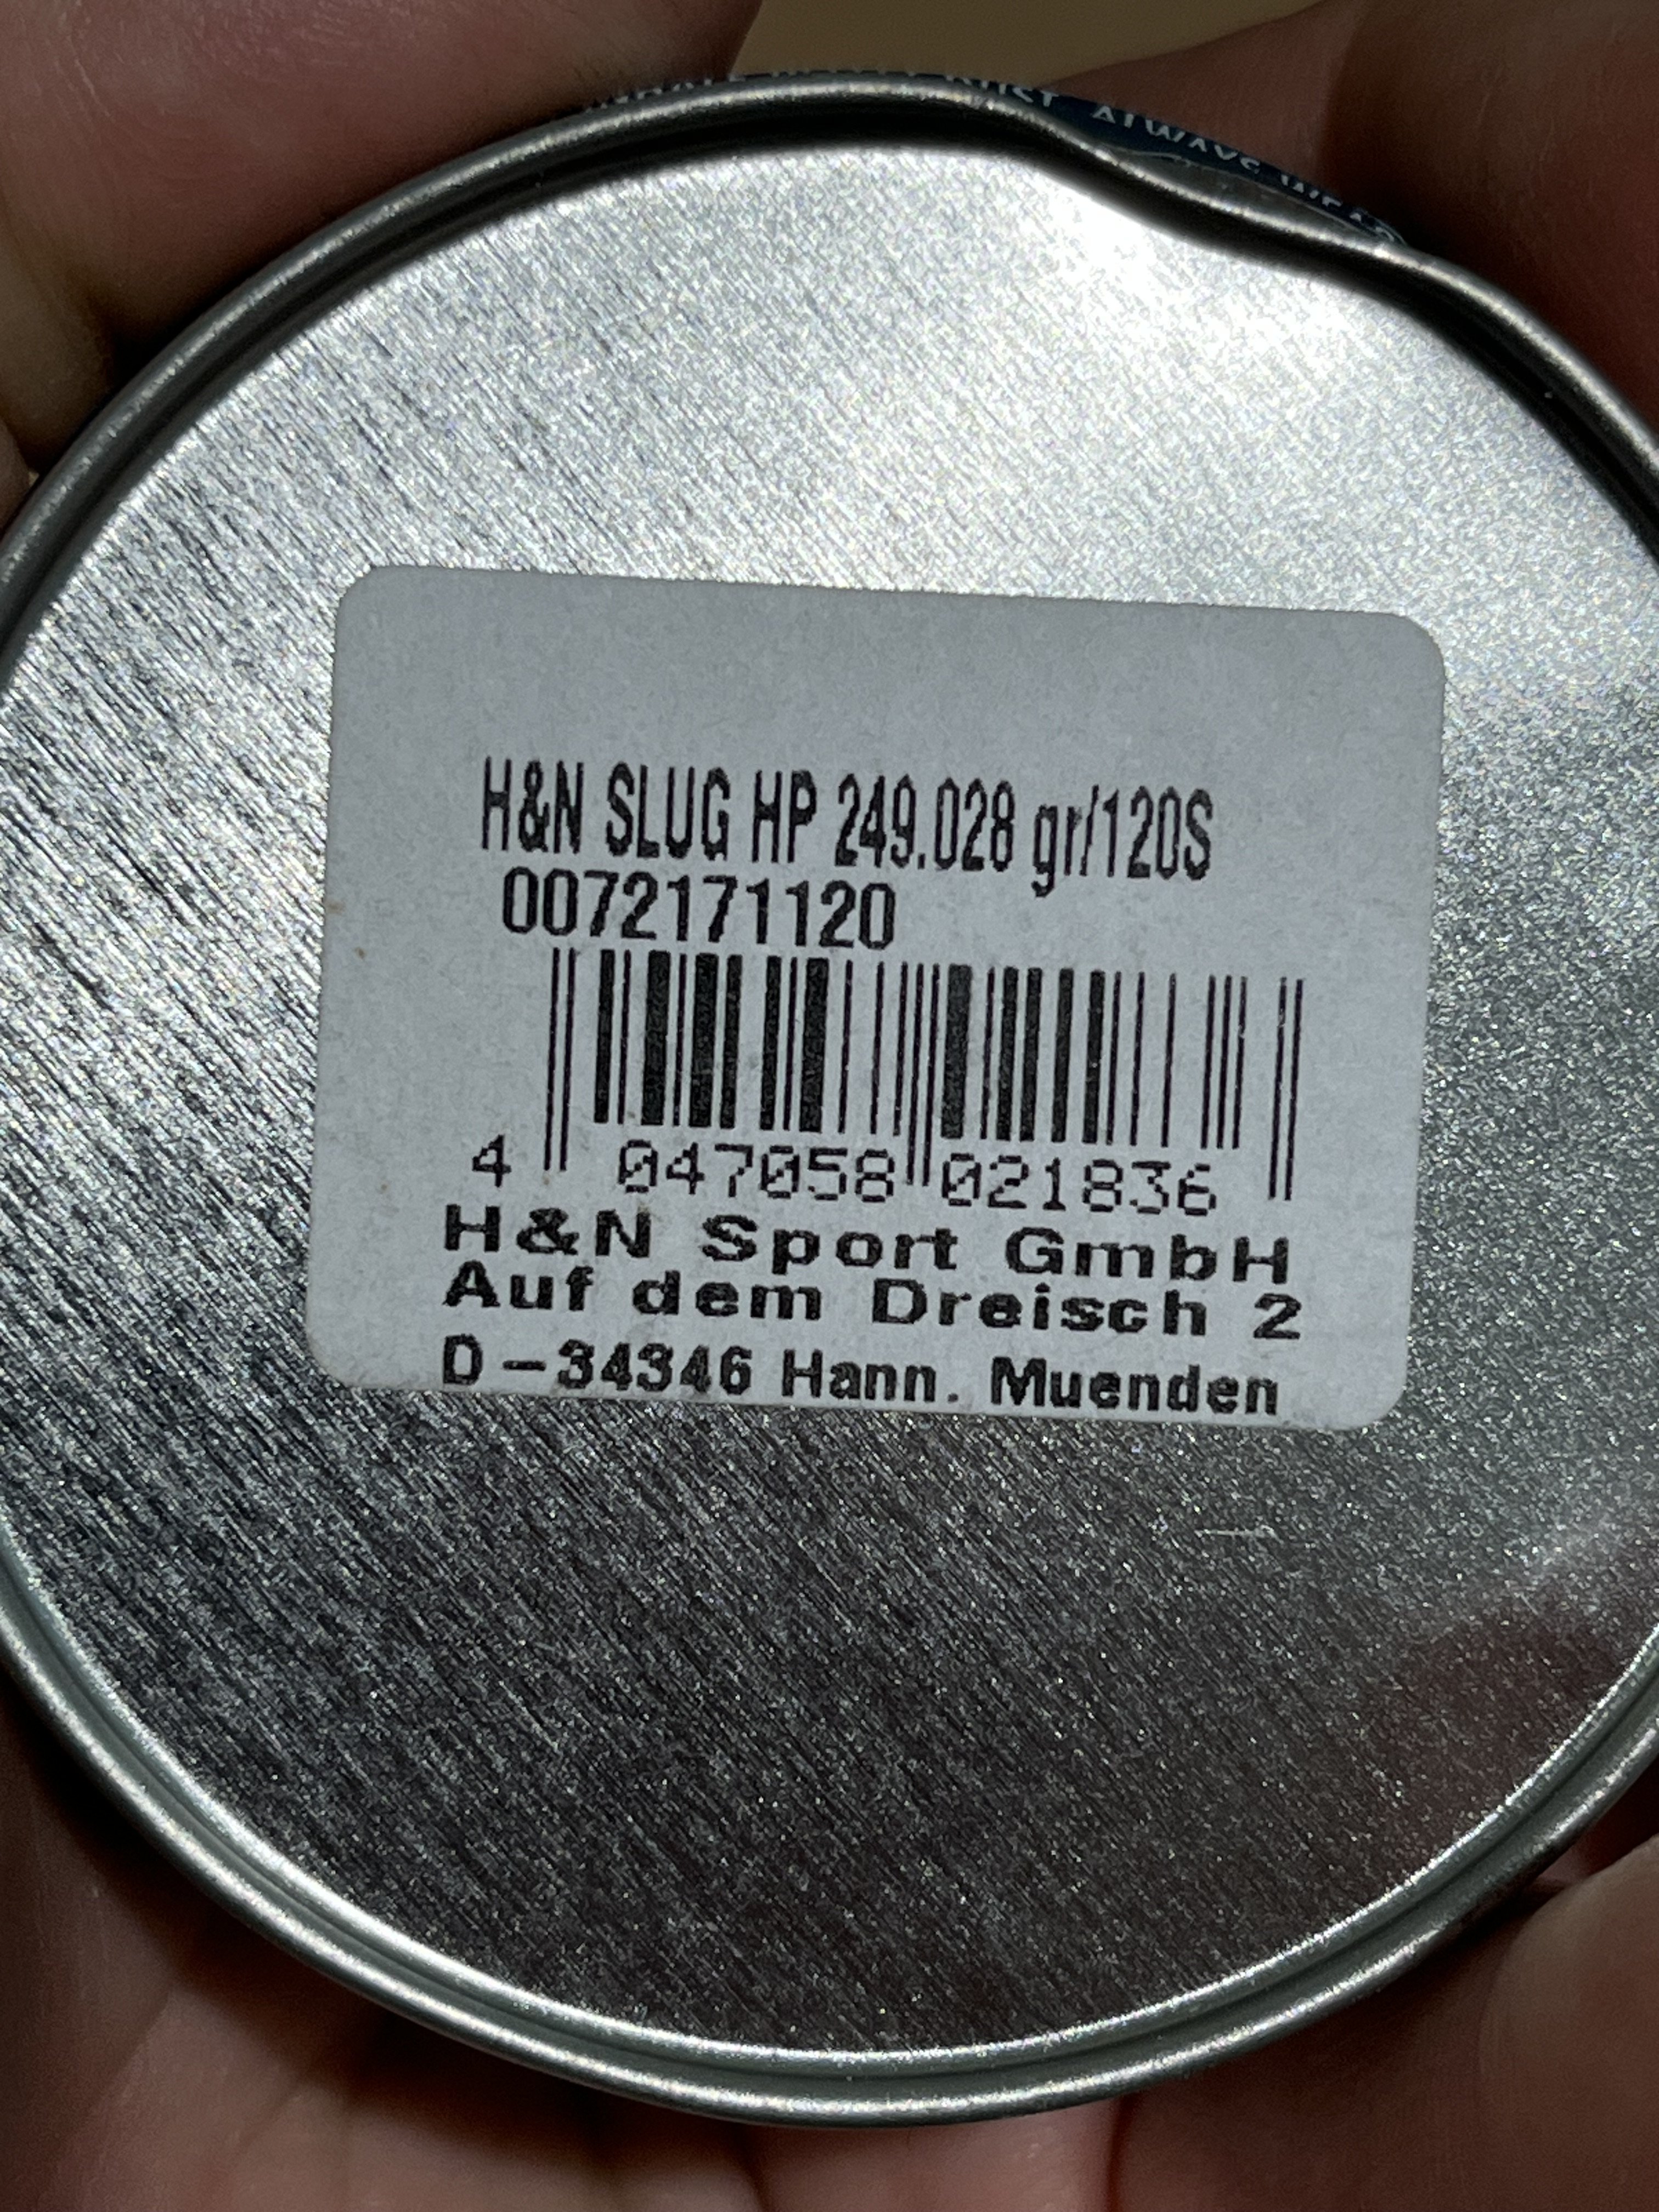 H&N SLUG HP 249.028 gr/120S
0072171120
4 047058 021836
H&N Sport GmbH
Auf dem Dreisch 2
D-34346 Hann. Muenden